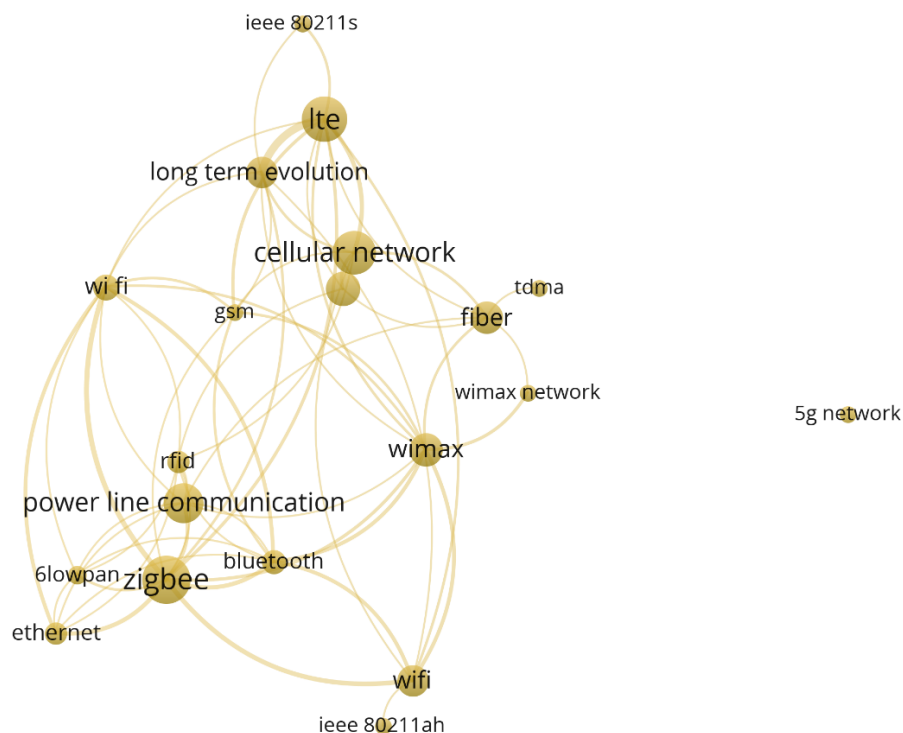 ieee 80211s
lte
long term evolution
cellular network
wi fi
tdma
gsm
fiber
wimax network
5g network
wimax
rfid
power line communication
bluetooth
6lowpan
zigbee
ethernet
wifi
ieee 80211ah